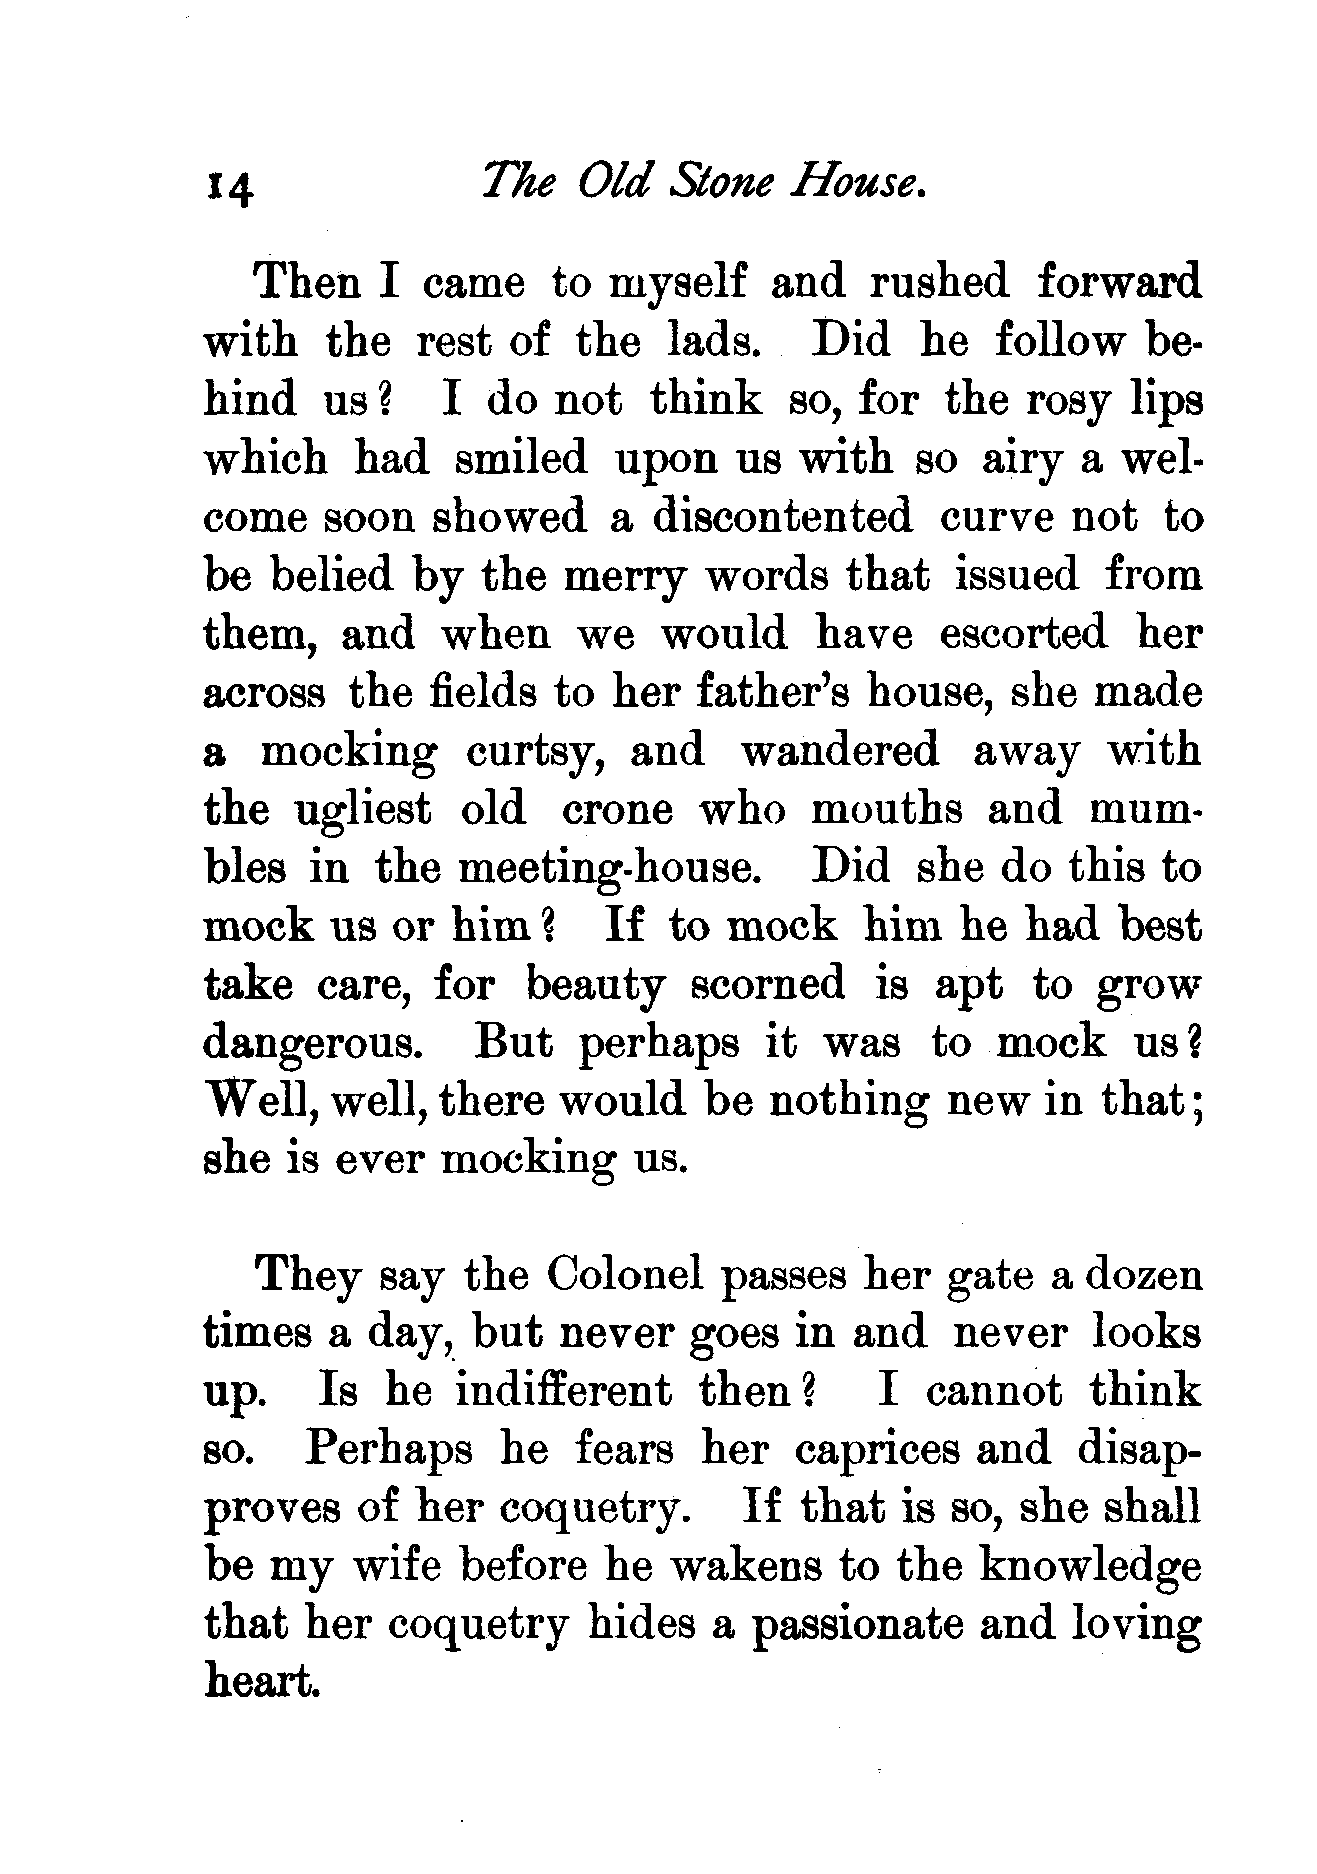 14 The Old Stone House.
Then I came to myself and rushed forward
with the rest of the lads. Did he follow be-
hind us? I do not think so, for the rosy lips
which had smiled upon us with so airy a wel-
come soon showed a discontented curve not to
be belied by the merry words that issued from
them, and when we would have escorted her
across the fields to her father's house, she made
a mocking curtsy, and wandered away with
the ugliest old crone who mouths and mum-
bles in the meeting-house. Did she do this to
mock us or him? If to mock him he had best
take care, for beauty scorned is apt to grow
dangerous. But perhaps it was to mock us?
Well, well, there would be nothing new in that;
she is ever mocking us.
They say the Colonel passes her gate a dozen
times a day, but never goes in and never looks
up. Is he indifferent then? I cannot think
so. Perhaps he fears her caprices and disap-
proves of her coquetry. If that is so, she shall
be my wife before he wakens to the knowledge
that her coquetry hides a passionate and loving
heart.